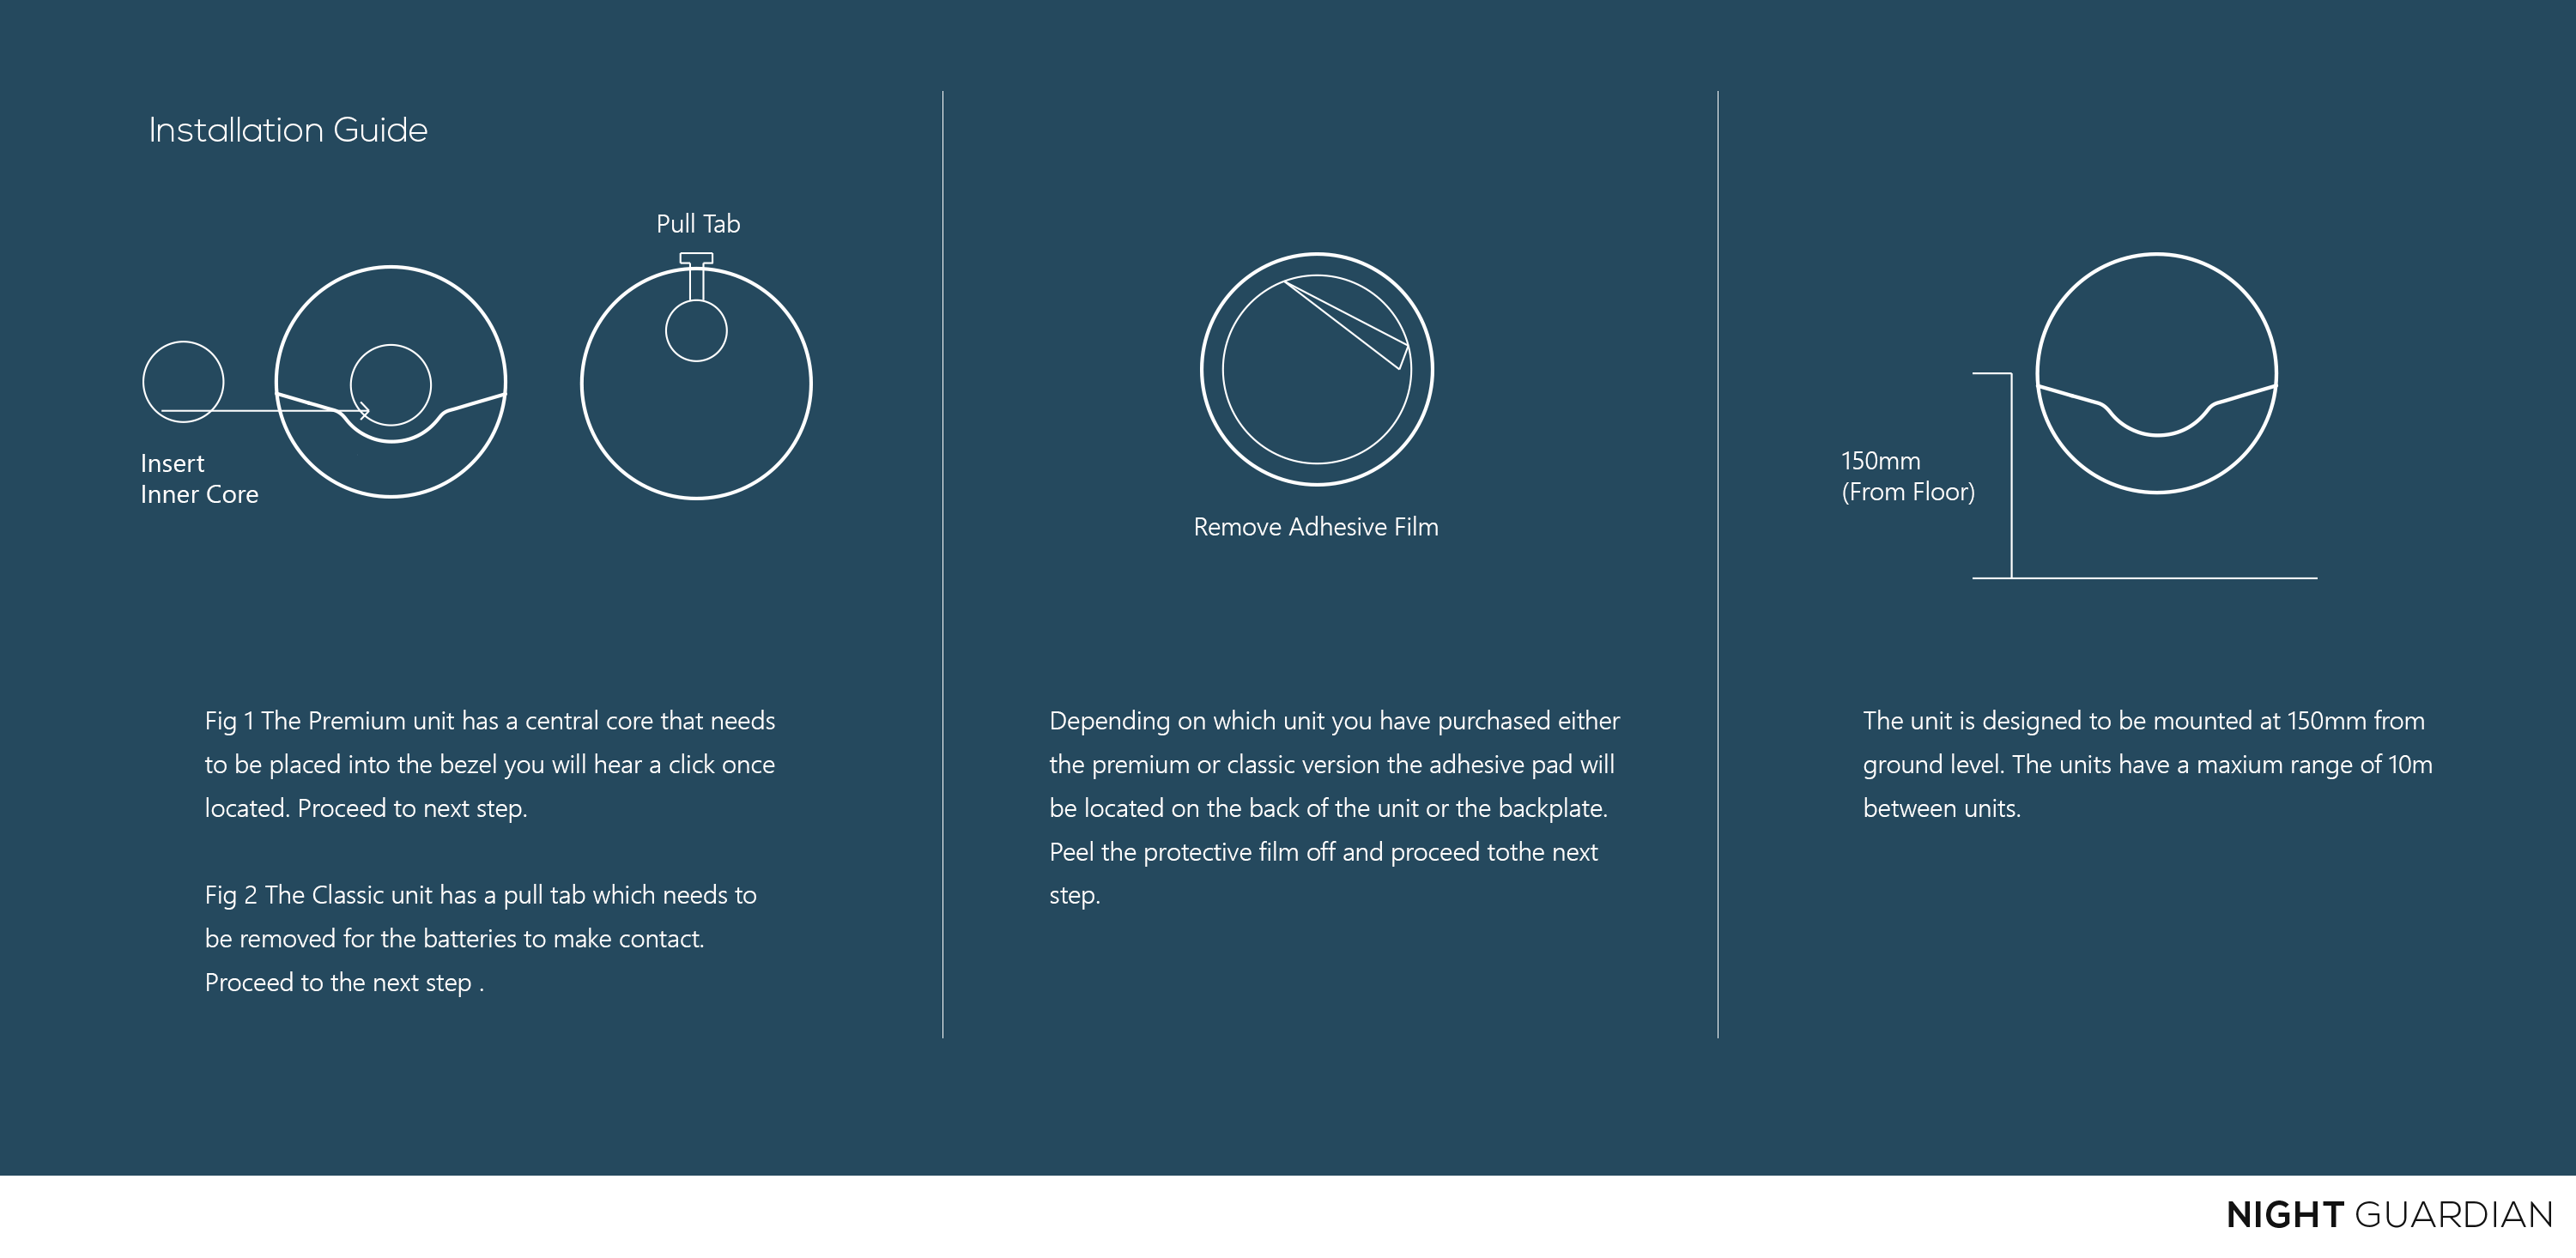 Installation Guide
Pull Tab
Insert
Inner Core
Fig 1 The Premium unit has a central core that needs
to be placed into the bezel you will hear a click once
located. Proceed to next step.
Fig 2 The Classic unit has a pull tab which needs to
be removed for the batteries to make contact.
Proceed to the next step .
Remove Adhesive Film
Depending on which unit you have purchased either
the premium or classic version the adhesive pad will
be located on the back of the unit or the backplate.
Peel the protective film off and proceed tothe next
step.
150mm
(From Floor)
The unit is designed to be mounted at 150mm from
ground level. The units have a maxium range of 10m
between units.
NIGHT GUARDIAN